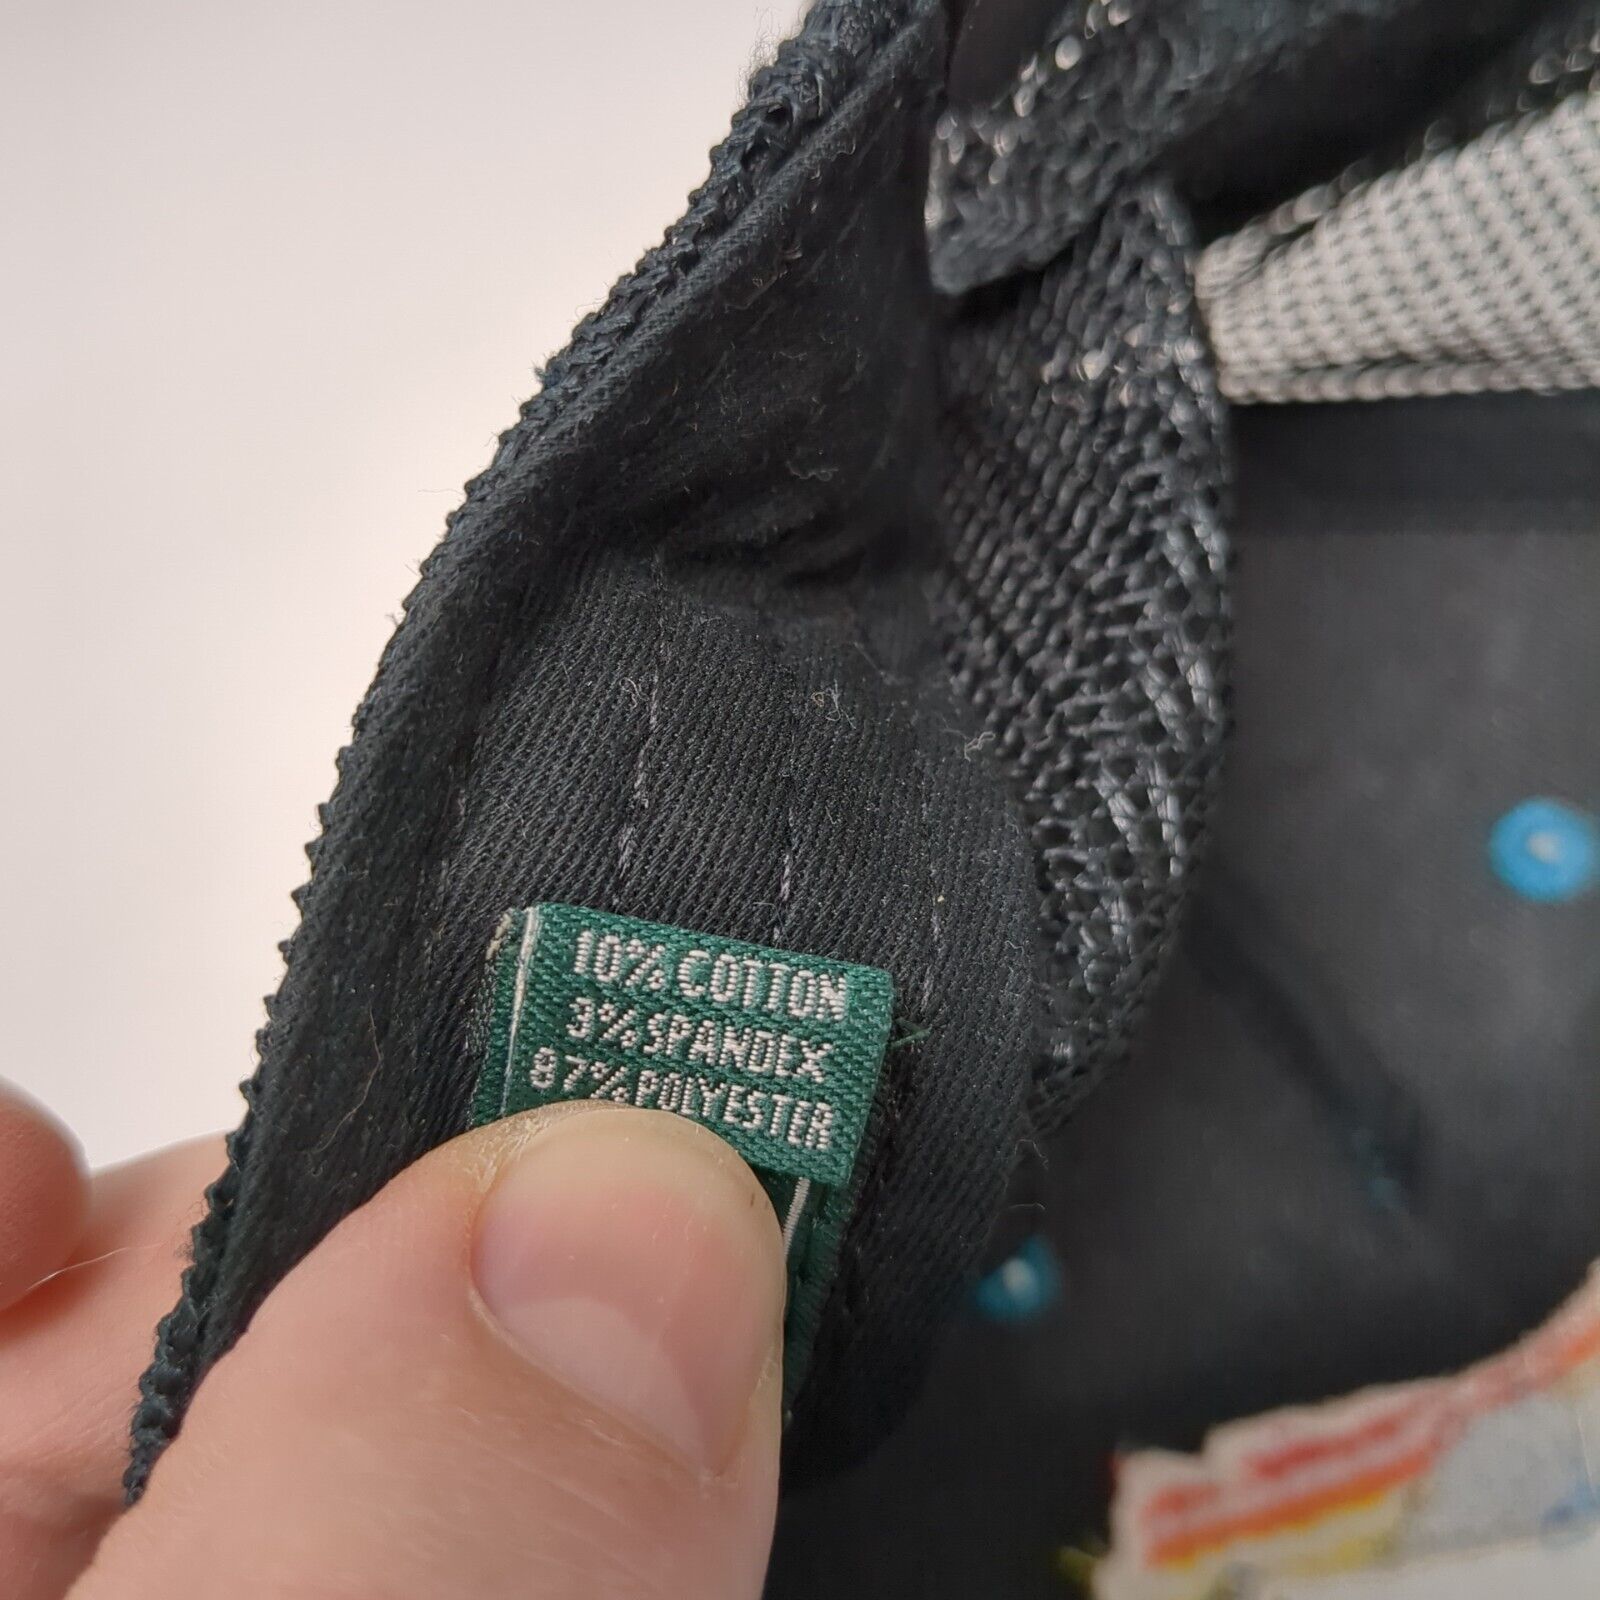 10% COTTON
3% SPANDEX
87% POLYESTER